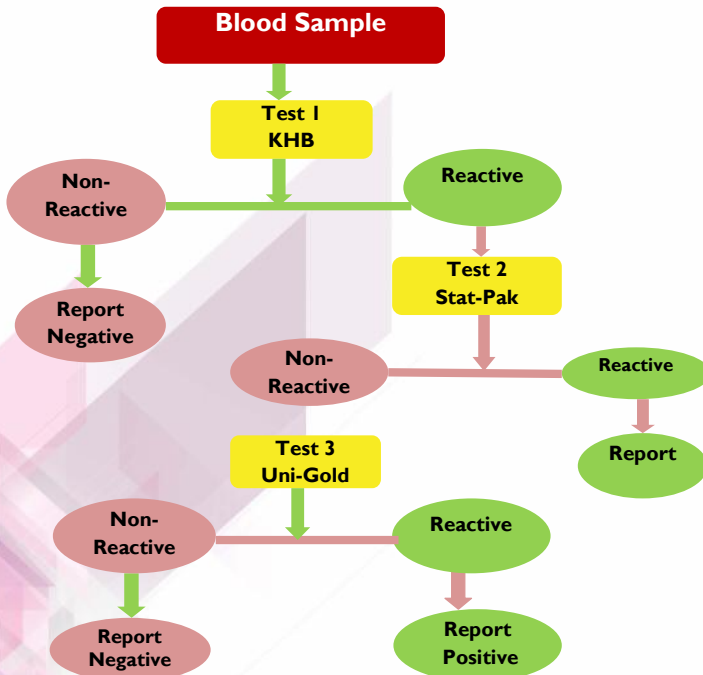 Blood Sample
Test 1
KHB
Non-
Reactive
Reactive
Report
Negative
Test 2
Stat-Pak
Non-
Reactive
Reactive
Report
Test 3
Uni-Gold
Non-
Reactive
Reactive
Report
Negative
Report
Positive